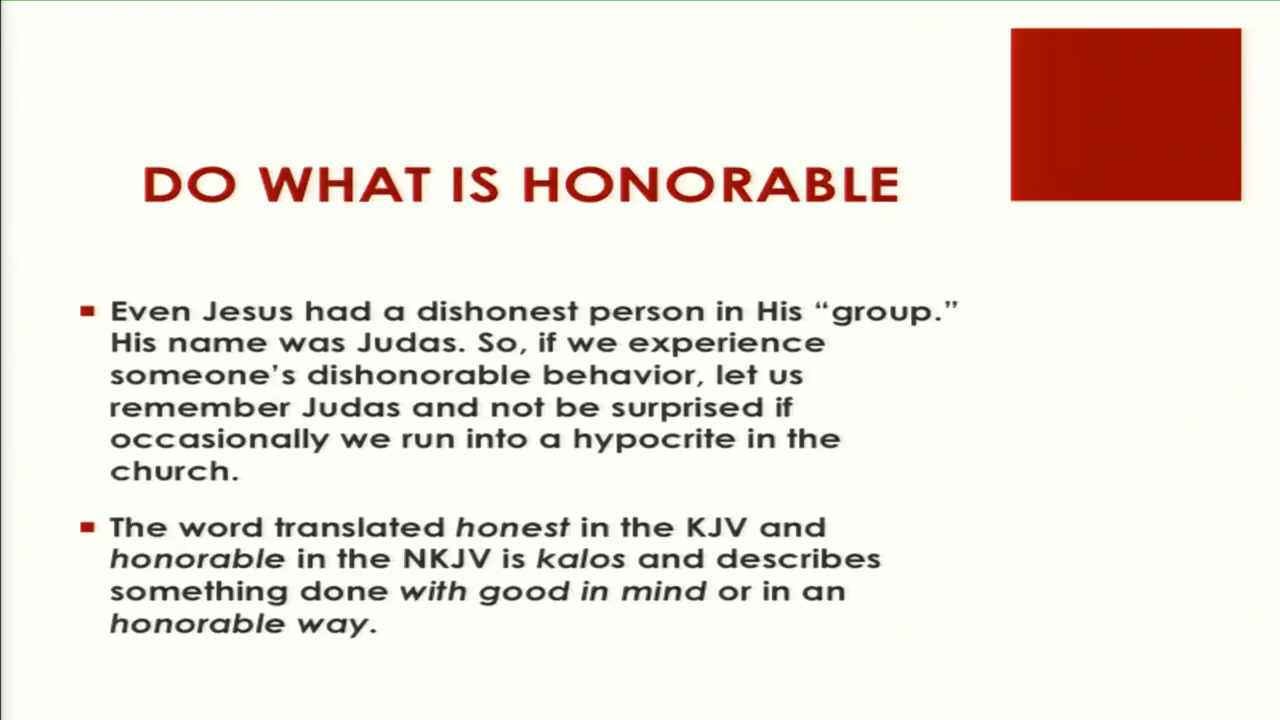 DO WHAT IS HONORABLE
Even Jesus had a dishonest person in His “group.”
His name was Judas. So, if we experience
someone’s dishonorable behavior, let us
remember Judas and not be surprised if
occasionally we run into a hypocrite in the
church.
The word translated honest in the KJV and
honorable in the NKJV is kalos and describes
something done with good in mind or in an
honorable way.